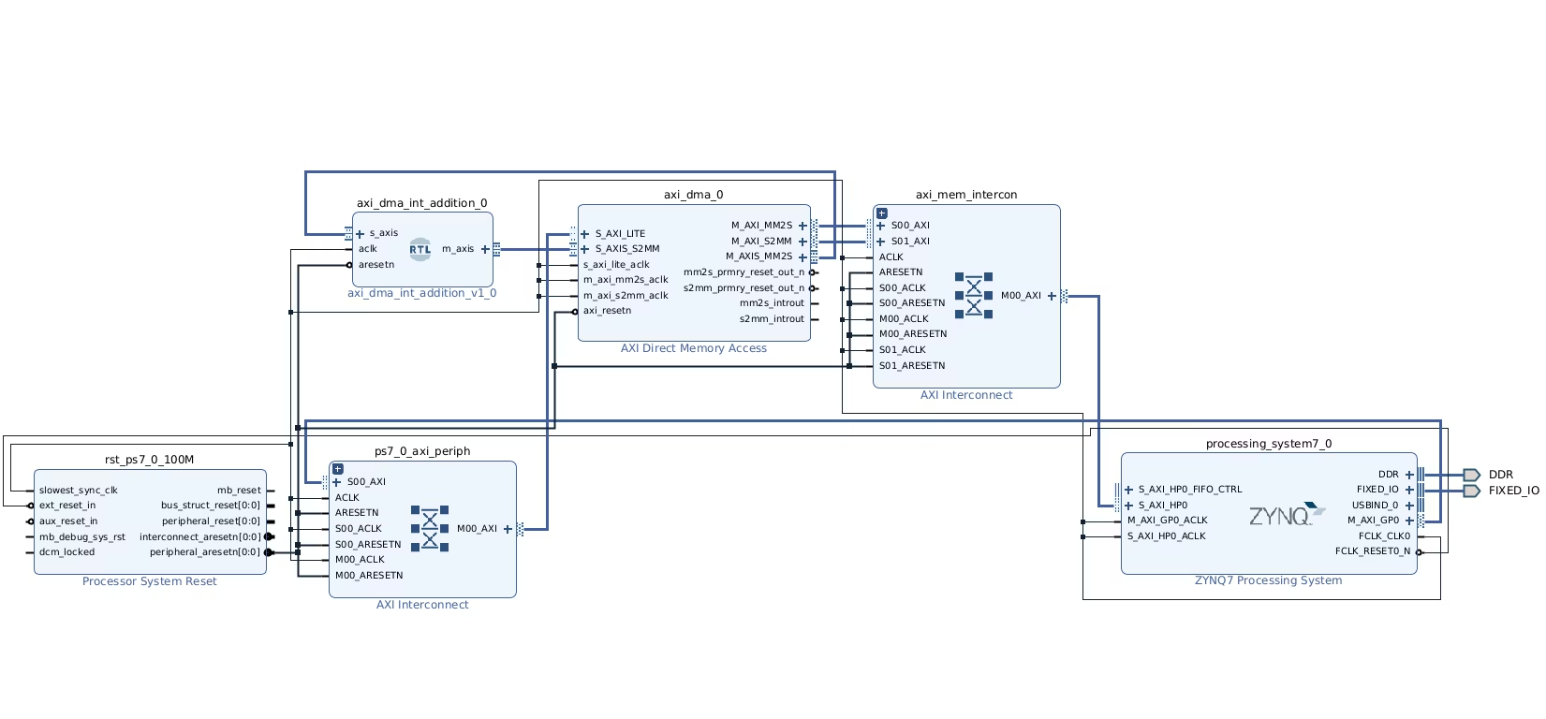 axi_dma_int_addition_0
s_axis
aclk
aresetn
RTL
m_axis
axi_dma_int_addition_v1_0
axi_dma_0
S_AXI_LITE
S_AXIS_S2MM
s_axi_lite_aclk
m_axi_mm2s_aclk
m_axi_s2mm_aclk
axi_resetn
M_AXI_MM2S
M_AXI_S2MM
M_AXIS_MM2S
mm2s_prmry_reset_out_n
s2mm_prmry_reset_out_n
mm2s_introut
s2mm_introut
AXI Direct Memory Access
axi_mem_intercon
S00_AXI
S01_AXI
ACLK
ARESETN
S00_ACLK
S00_ARESETN
M00_ACLK
M00_ARESETN
S01_ACLK
S01_ARESETN
M00_AXI
AXI Interconnect
rst_ps7_0_100M
slowest_sync_clk
ext_reset_in
aux_reset_in
mb_debug_sys_rst
dcm_locked
mb_reset
bus_struct_reset[0:0]
peripheral_reset[0:0]
interconnect_aresetn[0:0]
peripheral_aresetn[0:0]
Processor System Reset
ps7_0_axi_periph
S00_AXI
ACLK
ARESETN
S00_ACLK
S00_ARESETN
M00_ACLK
M00_ARESETN
M00_AXI
AXI Interconnect
processing_system7_0
S_AXI_HP0_FIFO_CTRL
S_AXI_HP0
M_AXI_GP0_ACLK
S_AXI_HP0_ACLK
ZYNQ
DDR
FIXED_IO
USBIND_0
M_AXI_GP0
FCLK_CLK0
FCLK_RESET0_N
ZYNQ7 Processing System
DDR
FIXED_IO